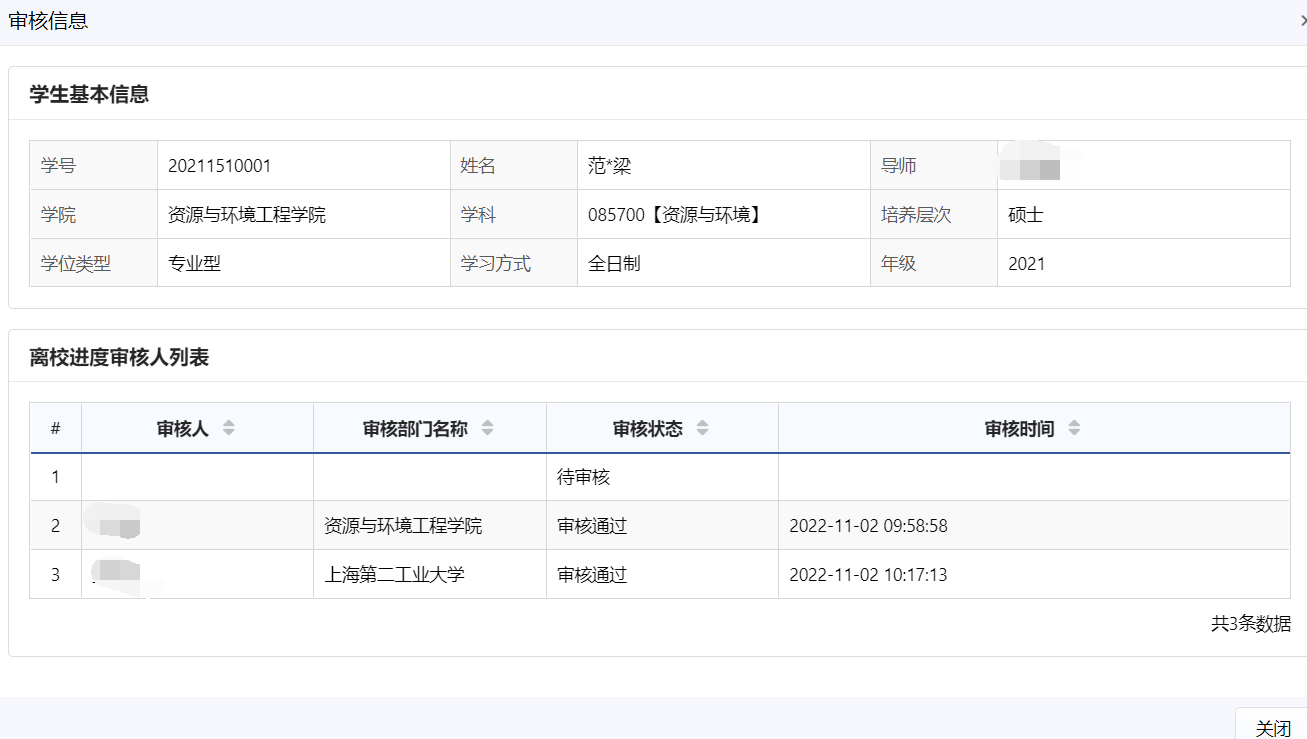 审核信息
学生基本信息
学号 20211510001 姓名 范*梁 导师
学院 资源与环境工程学院 学科 085700【资源与环境】 培养层次 硕士
学位类型 专业型 学习方式 全日制 年级 2021
离校进度审核人列表
# 审核人 审核部门名称 审核状态 审核时间
1 待审核
2 资源与环境工程学院 审核通过 2022-11-02 09:58:58
3 上海第二工业大学 审核通过 2022-11-02 10:17:13
共3条数据
关闭